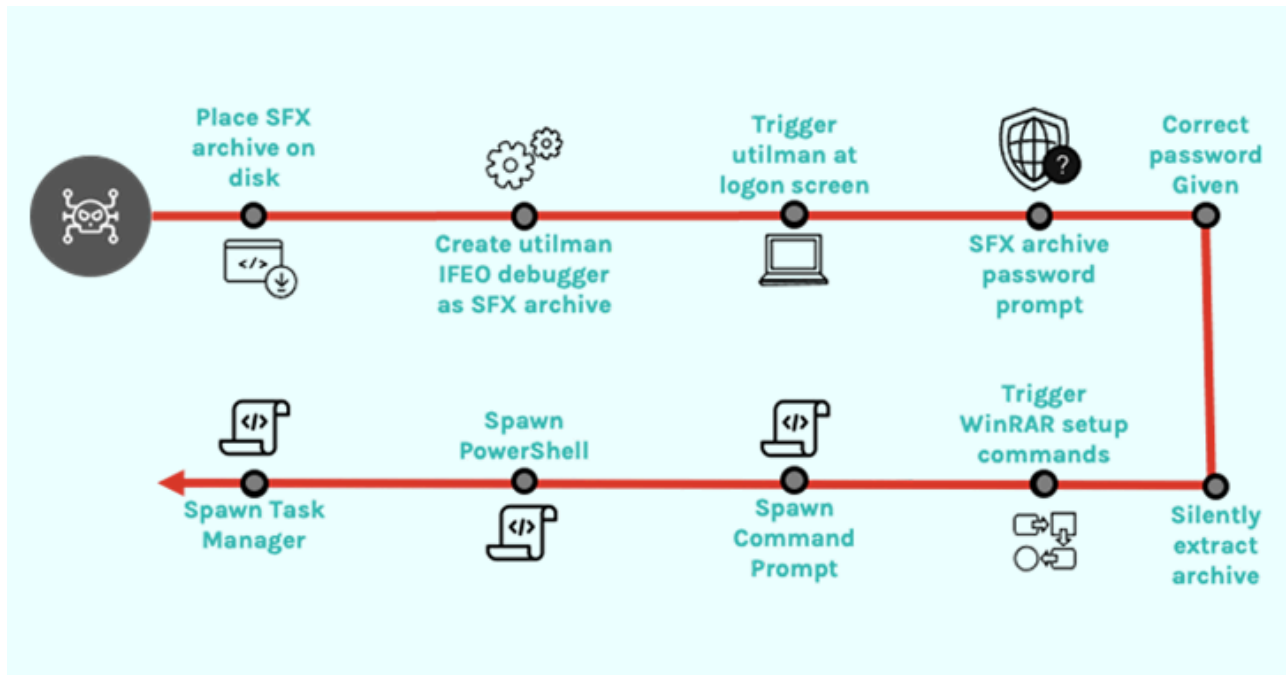 Place SFX
archive on
disk
Create utilman
IFEO debugger
as SFX archive
Trigger
utilman at
logon screen
?
SFX archive
password
prompt
Correct
password
Given
Silently
extract
archive
Trigger
WinRAR setup
commands
</>
Spawn
Command
Prompt
Spawn
PowerShell
</>
</>
Spawn Task
Manager
</>